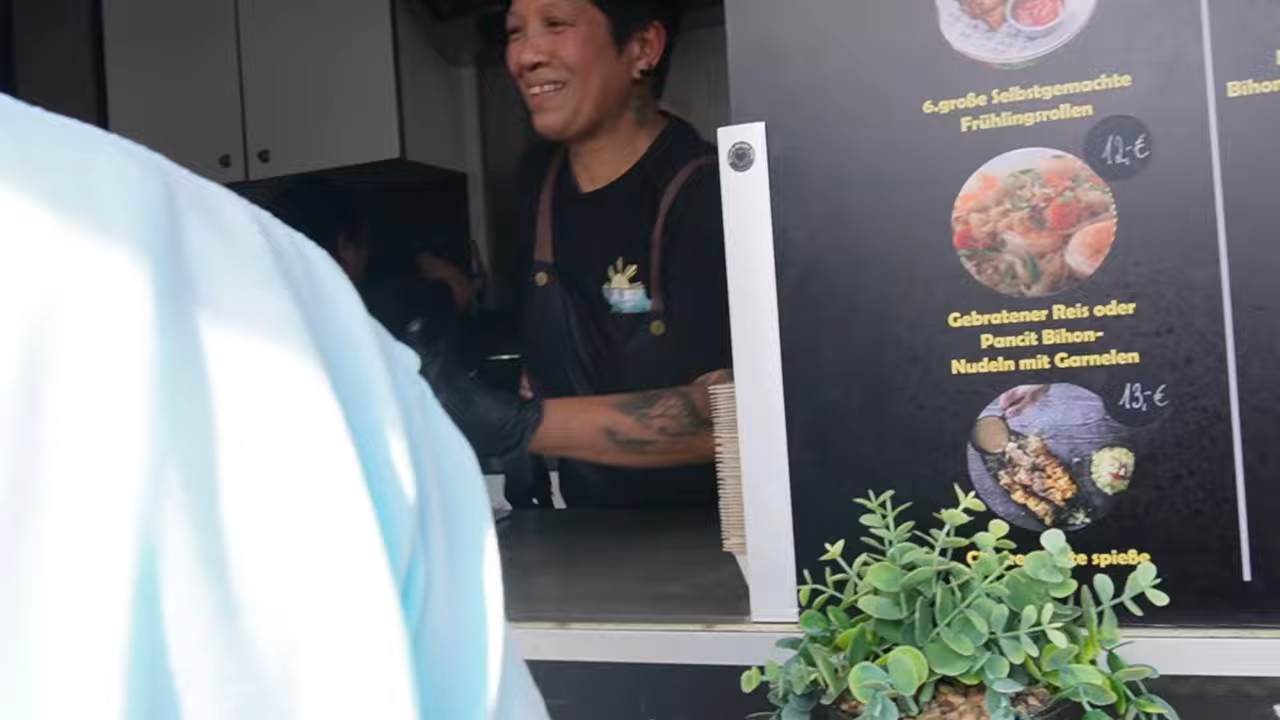 6.große Selbstgemachte
Frühlingsrollen
12,-€
Gebratener Reis oder
Pancit Bihon-
Nudeln mit Garnelen
13,-€
spieße
Bihon